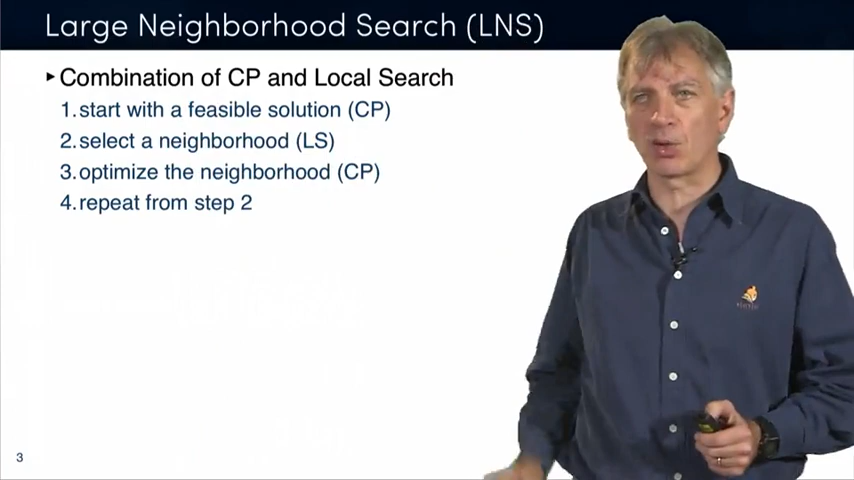 Large Neighborhood Search (LNS)
▸Combination of CP and Local Search
1.start with a feasible solution (CP)
2.select a neighborhood (LS)
3.optimize the neighborhood (CP)
4.repeat from step 2
3